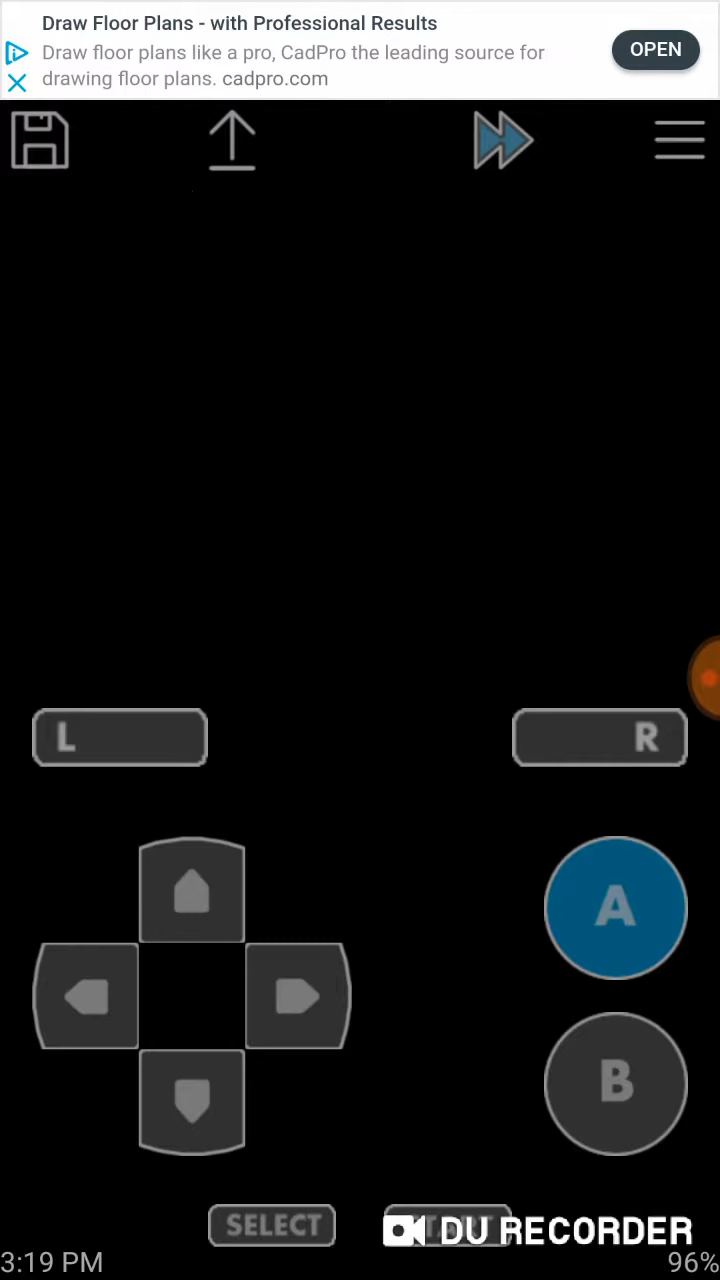 Draw Floor Plans - with Professional Results
Draw floor plans like a pro, CadPro the leading source for
drawing floor plans. cadpro.com
OPEN
L
R
A
B
SELECT
START
DU RECORDER
3:19 PM
96%